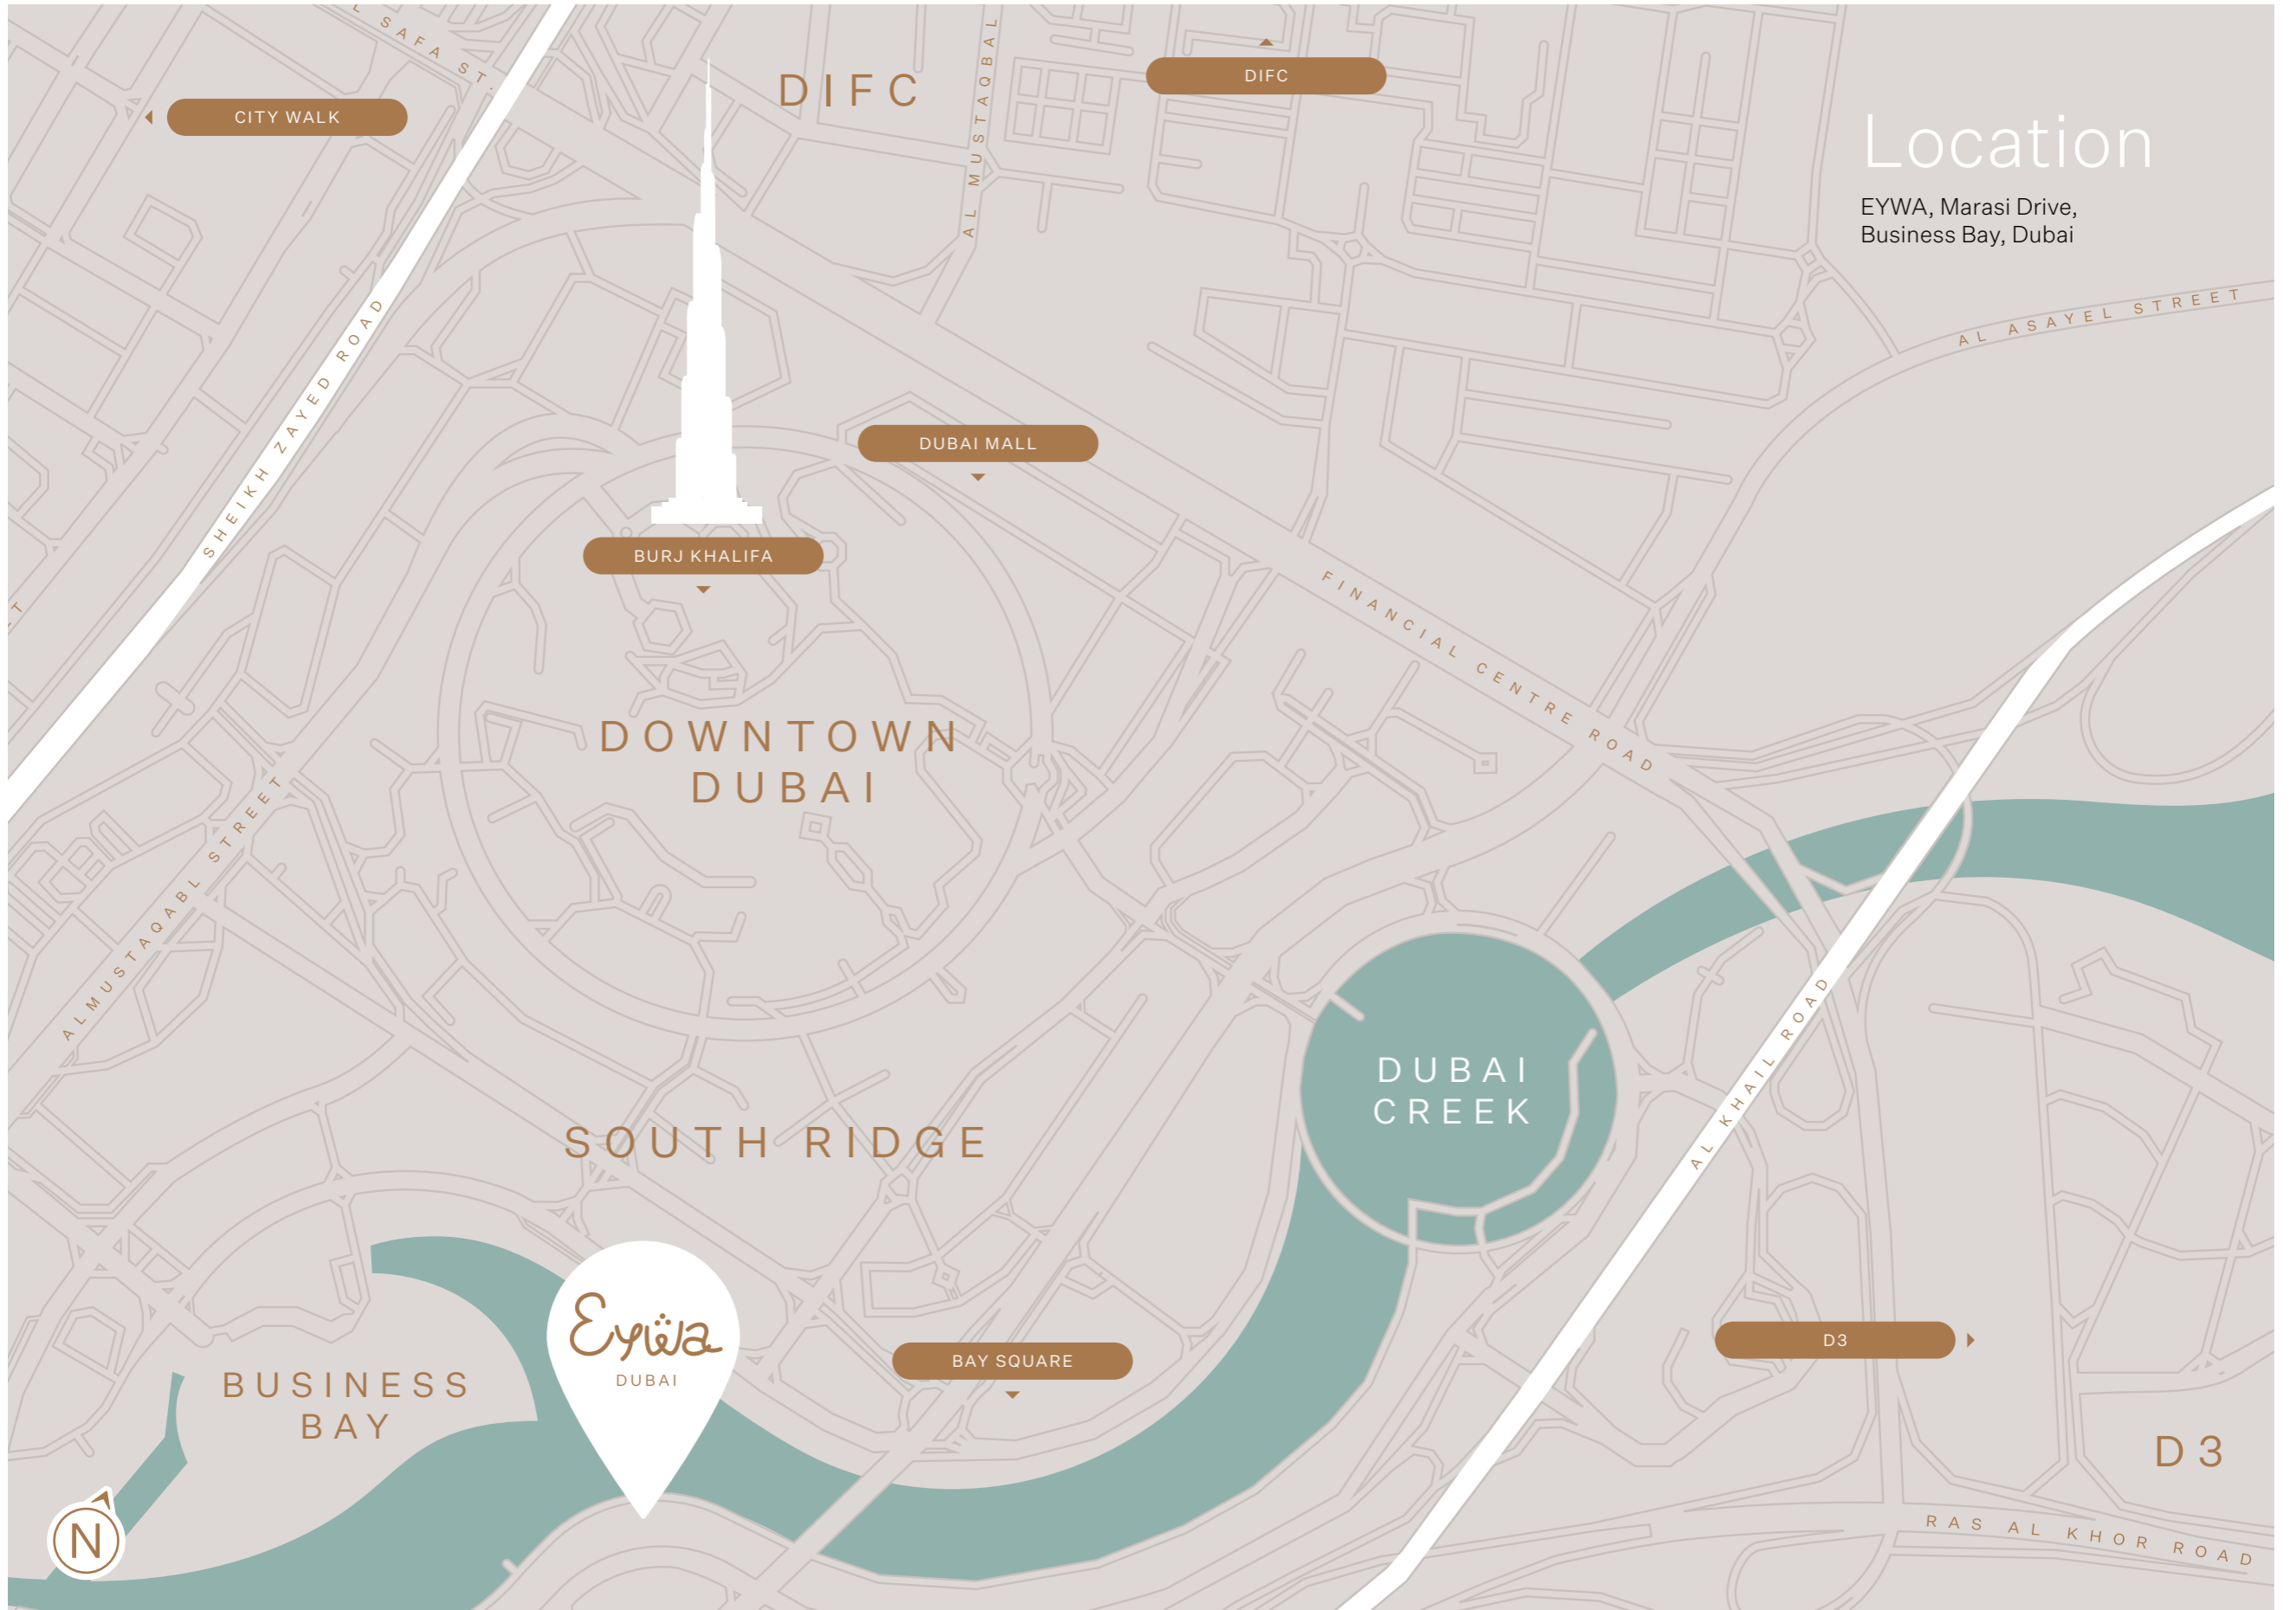 L SAFA ST.
DIFC
AL MUSTAQBAL
DIFC
CITY WALK
Location
EYWA, Marasi Drive,
Business Bay, Dubai
SHEIKH ZAYED ROAD
AL ASAYEL STREET
DUBAI MALL
BURJ KHALIFA
T
FINANCIAL CENTRE ROAD
DOWNTOWN
DUBAI
ALMUSTAQABL STREET
DUBAI
CREEK
AL KHAIL ROAD
SOUTH RIDGE
Eywa
DUBAI
BAY SQUARE
D3
BUSINESS
BAY
D3
N
RAS AL KHOR ROAD